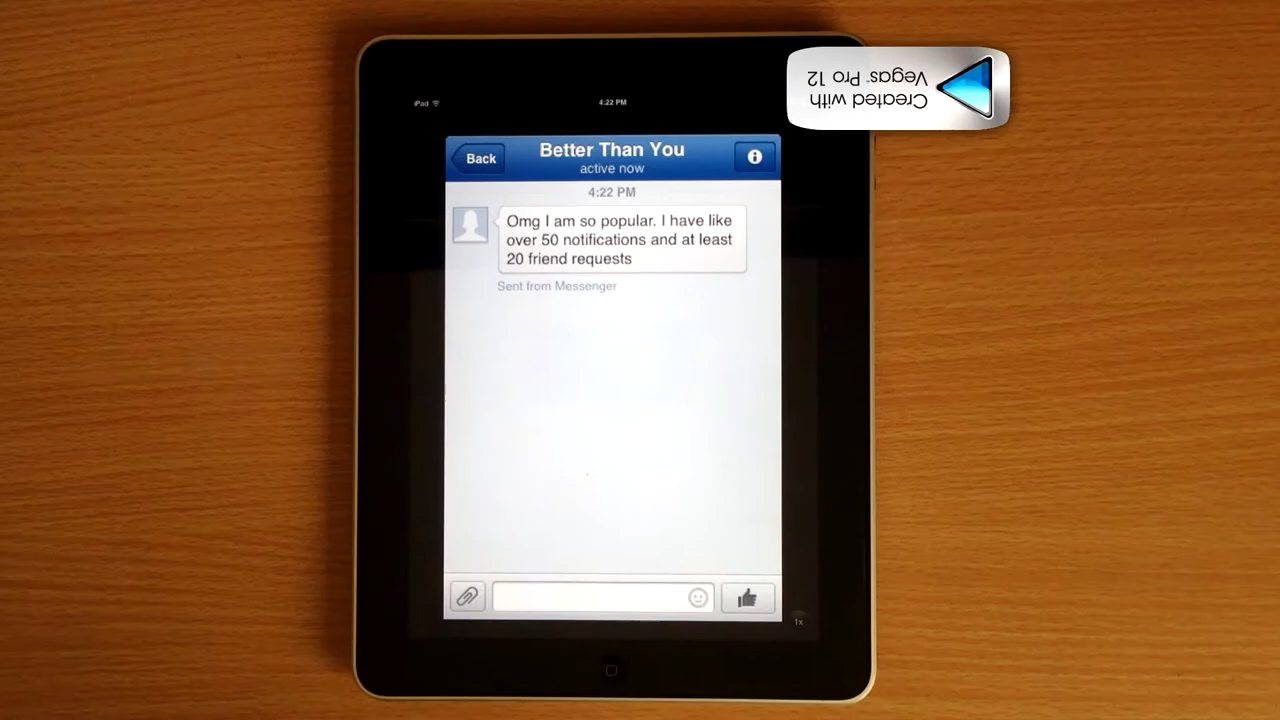 iPad
4:22 PM
Created with
Vegas Pro 12
Back
Better Than You
active now
4:22 PM
Omg I am so popular. I have like
over 50 notifications and at least
20 friend requests
Sent from Messenger
1x